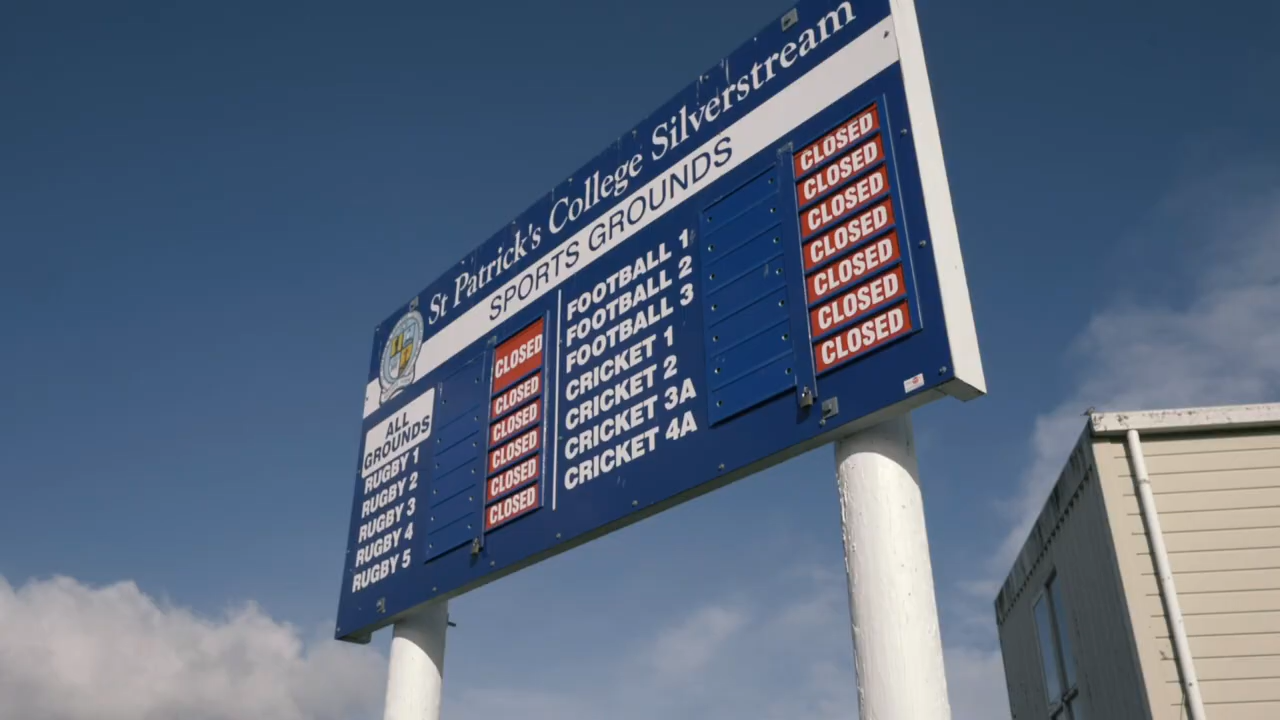 St Patrick's College Silverstream
SPORTS GROUNDS
ALL GROUNDS CLOSED
RUGBY 1 CLOSED
RUGBY 2 CLOSED
RUGBY 3 CLOSED
RUGBY 4 CLOSED
RUGBY 5 CLOSED
FOOTBALL 1 CLOSED
FOOTBALL 2 CLOSED
FOOTBALL 3 CLOSED
CRICKET 1 CLOSED
CRICKET 2 CLOSED
CRICKET 3A CLOSED
CRICKET 4A CLOSED